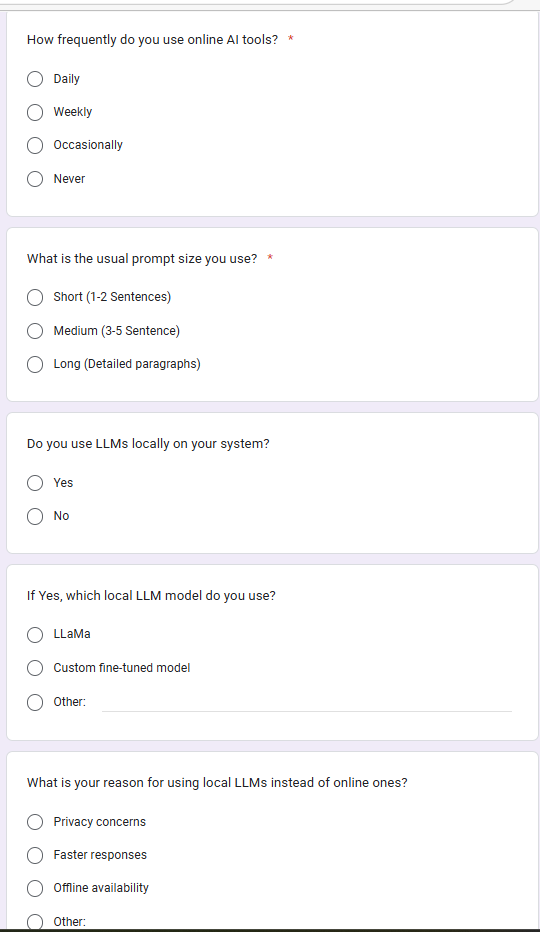 How frequently do you use online AI tools? *
Daily
Weekly
Occasionally
Never
What is the usual prompt size you use? *
Short (1-2 Sentences)
Medium (3-5 Sentence)
Long (Detailed paragraphs)
Do you use LLMs locally on your system?
Yes
No
If Yes, which local LLM model do you use?
LLaMa
Custom fine-tuned model
Other:
What is your reason for using local LLMs instead of online ones?
Privacy concerns
Faster responses
Offline availability
Other: